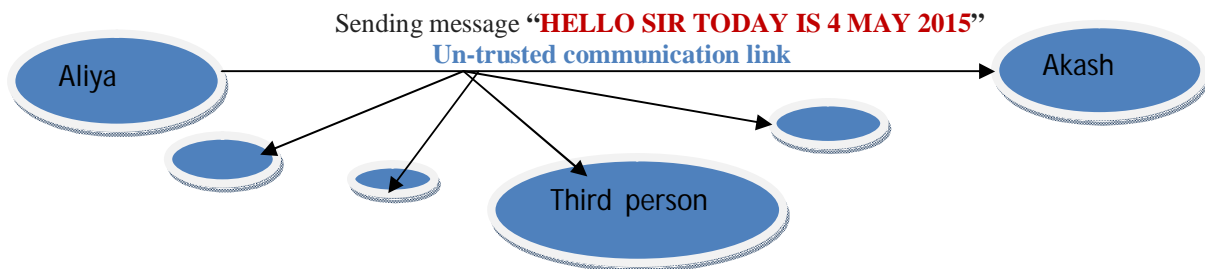 Sending message “HELLO SIR TODAY IS 4 MAY 2015”
Un-trusted communication link
Aliya
Akash
Third person